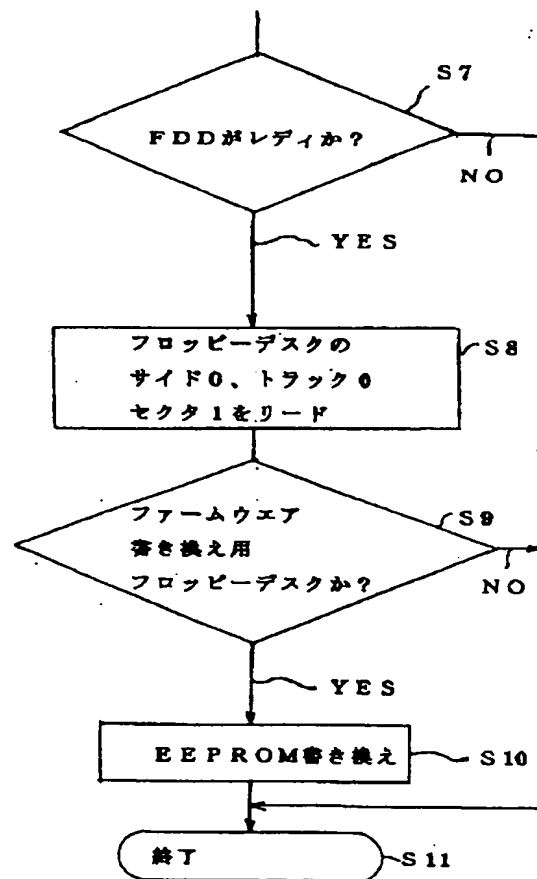 S7
FDDがレディか?
NO
YES
S8
フロッピーデスクの
サイド0、トラック0
セクタ1をリード
S9
ファームウエア
書き換え用
フロッピーデスクか?
NO
YES
EEPROM書き換え
S10
終了
S11